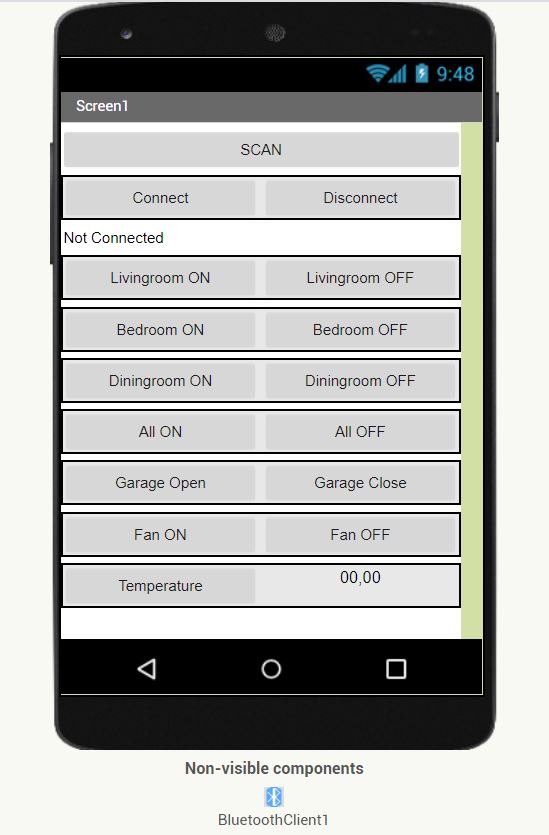 9:48
Screen1
SCAN
Connect Disconnect
Not Connected
Livingroom ON Livingroom OFF
Bedroom ON Bedroom OFF
Diningroom ON Diningroom OFF
All ON All OFF
Garage Open Garage Close
Fan ON Fan OFF
Temperature 00,00
Non-visible components
BluetoothClient1